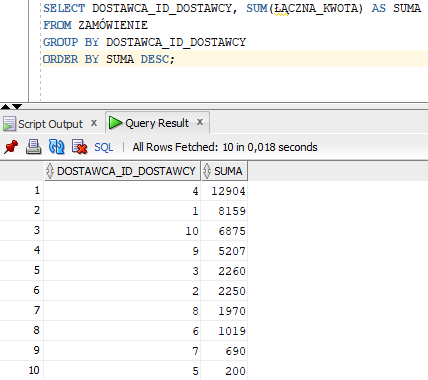 SELECT DOSTAWCA_ID_DOSTAWCY, SUM(ŁĄCZNA_KWOTA) AS SUMA
FROM ZAMÓWIENIE
GROUP BY DOSTAWCA_ID_DOSTAWCY
ORDER BY SUMA DESC;
Script Output x Query Result x
SQL | All Rows Fetched: 10 in 0,018 seconds
DOSTAWCA_ID_DOSTAWCY SUMA
1 4 12904
2 1 8159
3 10 6875
4 9 5207
5 3 2260
6 2 2250
7 8 1970
8 6 1019
9 7 690
10 5 200